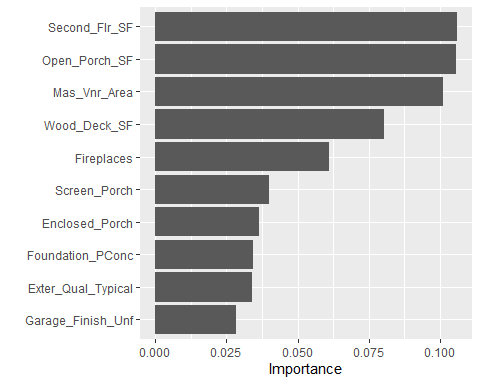 Second_Flr_SF
Open_Porch_SF
Mas_Vnr_Area
Wood_Deck_SF
Fireplaces
Screen_Porch
Enclosed_Porch
Foundation_PConc
Exter_Qual_Typical
Garage_Finish_Unf
0.000 0.025 0.050 0.075 0.100
Importance